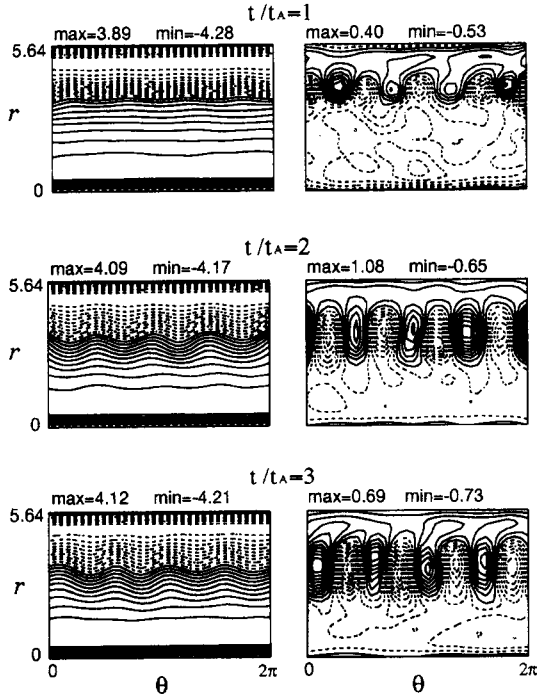 t/tA=1
max=3.89 min=-4.28 max=0.40 min=-0.53
5.64
r
0
t/tA=2
max=4.09 min=-4.17 max=1.08 min=-0.65
5.64
r
0
t/tA=3
max=4.12 min=-4.21 max=0.69 min=-0.73
5.64
r
0
0 2π 0 2π
θ θ